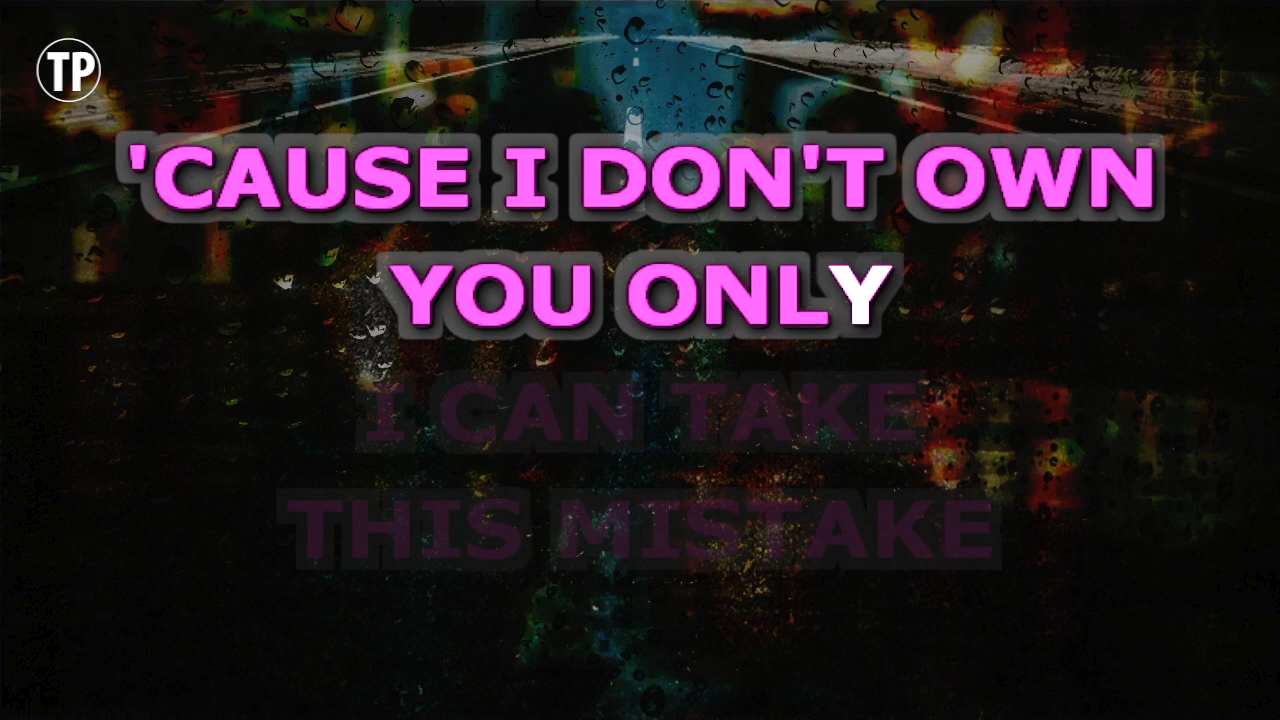 TP
'CAUSE I DON'T OWN
YOU ONLY
I CAN TAKE
THIS MISTAKE